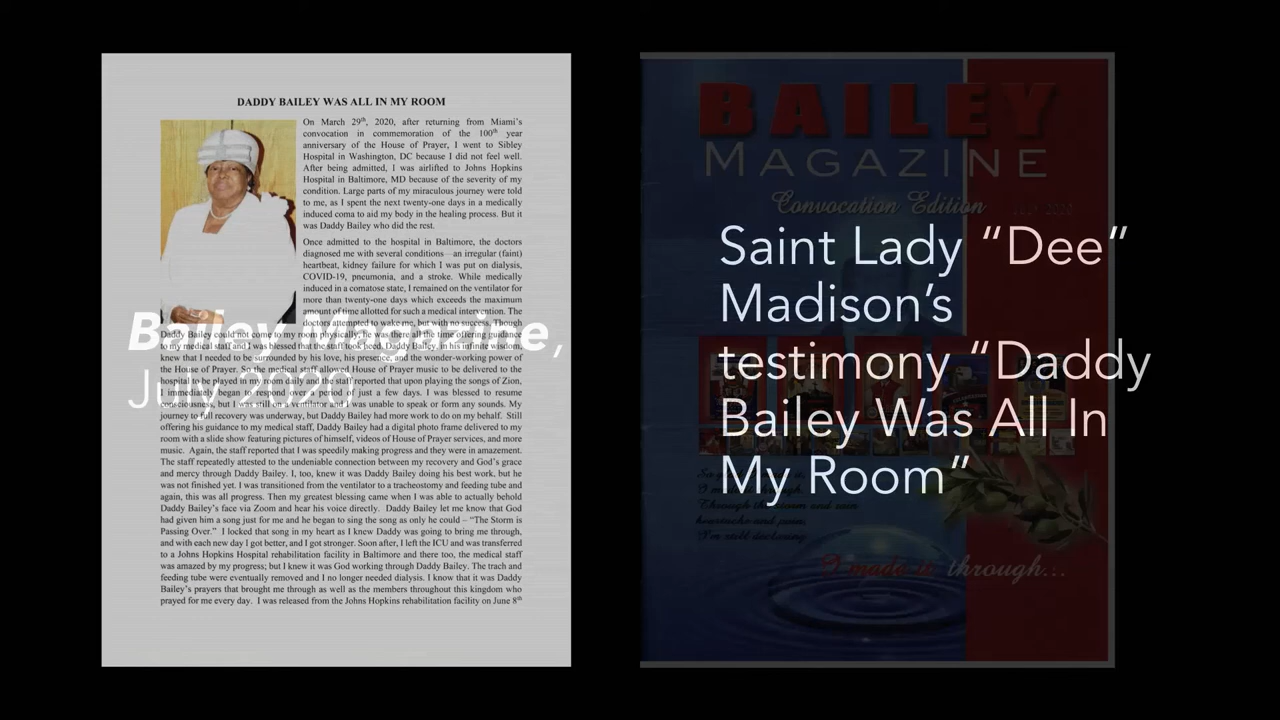 DADDY BAILEY WAS ALL IN MY ROOM
On March 29th, 2020, after returning from Miami's
convocation in commemoration of the 100th year
anniversary of the House of Prayer, I went to Sibley
Hospital in Washington, DC because I did not feel well.
After being admitted, I was airlifted to Johns Hopkins
Hospital in Baltimore, MD because of the severity of my
condition. Large parts of my miraculous journey were told
to me, as I spent the next twenty-one days in a medically
induced coma to aid my body in the healing process. But it
was Daddy Bailey who did the rest.
Once admitted to the hospital in Baltimore, the doctors
diagnosed me with several conditions—an irregular (faint)
heartbeat, kidney failure for which I was put on dialysis,
COVID-19, pneumonia, and a stroke. While medically
induced in a comatose state, I remained on the ventilator for
more than twenty-one days which exceeds the maximum
amount of time allotted for such a medical intervention. The
doctors attempted to wake me, but with no success. Though
Daddy Bailey could not come to my room physically, he was there all the time offering guidance
to my medical staff and I was blessed that the staff took heed. Daddy Bailey, in his infinite wisdom,
knew that I needed to be surrounded by his love, his presence, and the wonder-working power of
the House of Prayer. So the medical staff allowed House of Prayer music to be delivered to the
hospital and played in my room daily and the staff reported that upon playing the songs of Zion,
I immediately began to respond over a period of just a few days. I was blessed to resume
consciousness, but I was still on a ventilator and I was unable to speak or form any sounds. My
journey to full recovery was underway, but Daddy Bailey had more work to do on my behalf. Still
offering his guidance to my medical staff, Daddy Bailey had a digital photo frame delivered to my
room with a slide show featuring pictures of himself, videos of House of Prayer services, and more
music. Again, the staff reported that I was speedily making progress and they were in amazement.
The staff repeatedly attested to the undeniable connection between my recovery and God's grace
and mercy through Daddy Bailey. I, too, knew it was Daddy Bailey doing his best work, but he
was not finished yet. I was transitioned from the ventilator to a tracheostomy and feeding tube and
again, this was all progress. Then my greatest blessing came when I was able to actually behold
Daddy Bailey's face via Zoom and hear his voice directly. Daddy Bailey let me know that God
had given him a song just for me and he began to sing the song as only he could – "The Storm is
Passing Over." I locked that song in my heart as I knew Daddy was going to bring me through,
and with each new day I got better, and I got stronger. Soon after, I left the ICU and was transferred
to a Johns Hopkins Hospital rehabilitation facility in Baltimore and there too, the medical staff
was amazed by my progress; but I knew it was God working through Daddy Bailey. The trach and
feeding tube were eventually removed and I no longer needed dialysis. I know that it was Daddy
Bailey's prayers that brought me through as well as the members throughout this kingdom who
prayed for me every day. I was released from the Johns Hopkins rehabilitation facility on June 8th
Bailey Magazine,
July 2020
BAILEY
MAGAZINE
Convocation Edition
JULY 2020
Saint Lady “Dee”
Madison’s
testimony “Daddy
Bailey Was All In
My Room”
Through the storm and rain
heartache and pain,
I'm still declaring
I made it through...